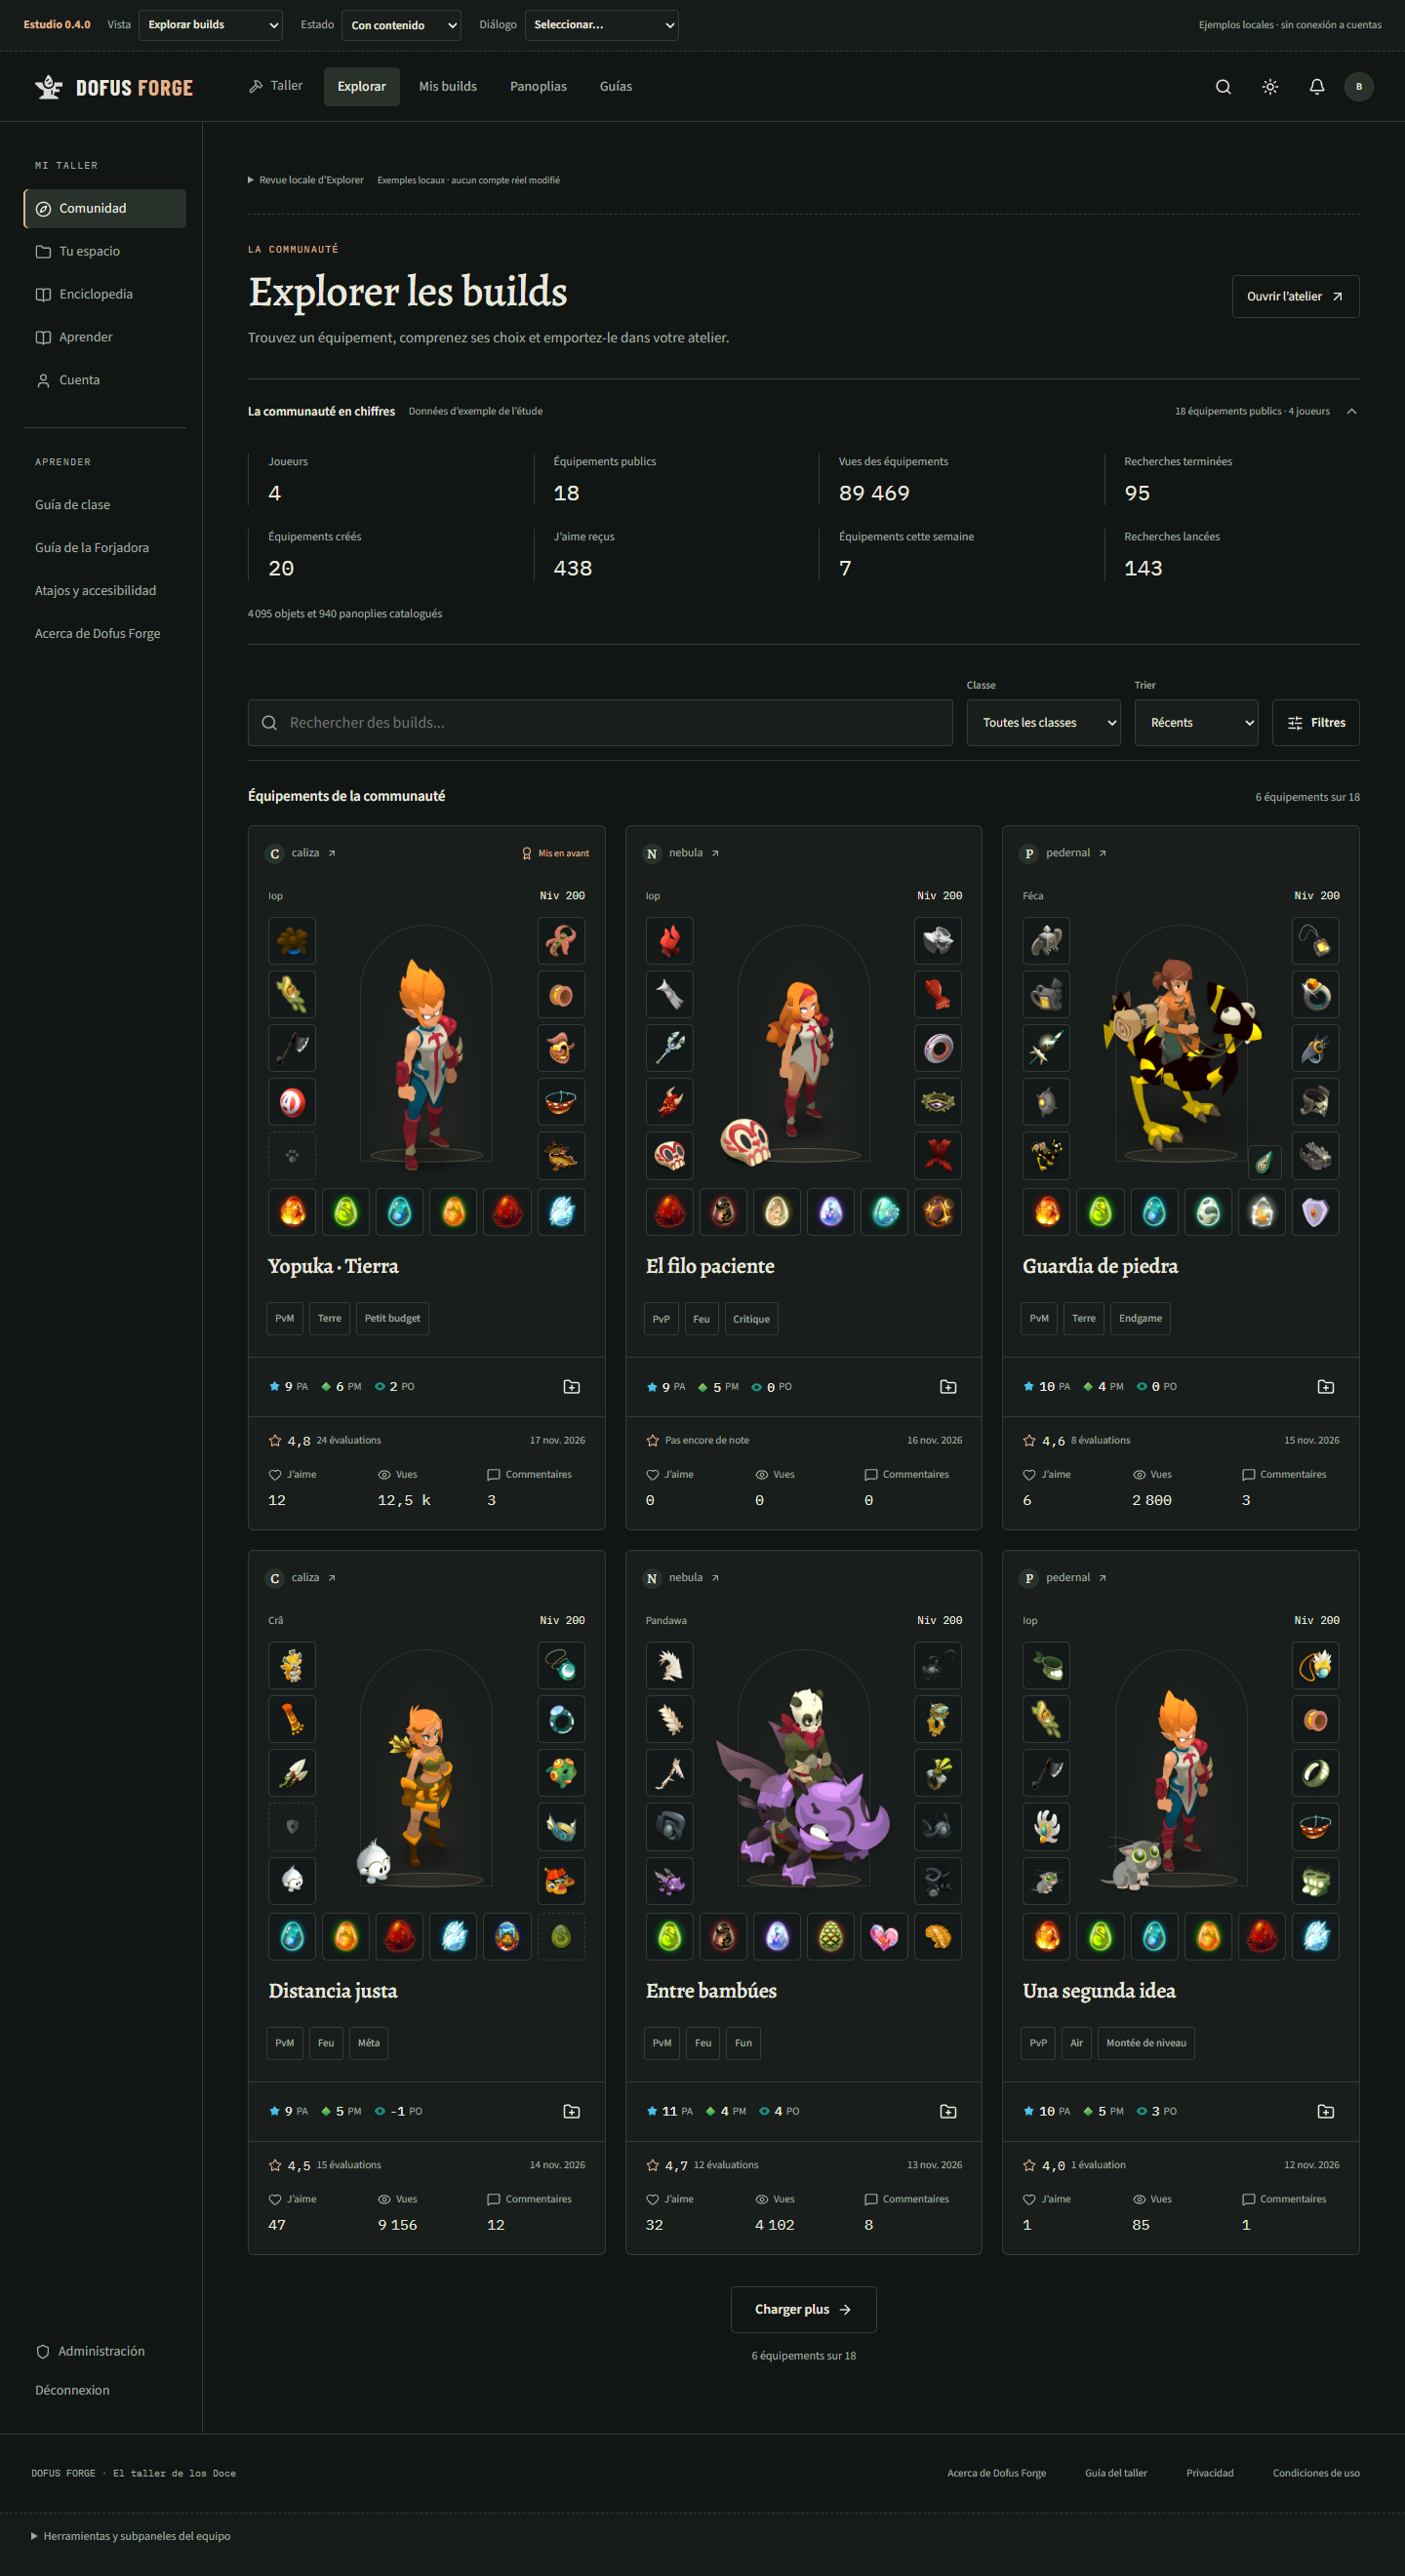 Estudio 0.4.0 Vista Explorar builds Estado Con contenido Diálogo Seleccionar... Ejemplos locales · sin conexión a cuentas
DOFUS FORGE Taller Explorar Mis builds Panoplias Guías B
MI TALLER
Comunidad
Tu espacio
Enciclopedia
Aprender
Cuenta
APRENDER
Guía de clase
Guía de la Forjadora
Atajos y accesibilidad
Acerca de Dofus Forge
Administración
Déconnexion
Revue locale d'Explorer Exemples locaux · aucun compte réel modifié
LA COMMUNAUTÉ
Explorer les builds
Ouvrir l'atelier
Trouvez un équipement, comprenez ses choix et emportez-le dans votre atelier.
La communauté en chiffres Données d'exemple de l'étude 18 équipements publics · 4 joueurs
Joueurs Équipements publics Vues des équipements Recherches terminées
4 18 89 469 95
Équipements créés J'aime reçus Équipements cette semaine Recherches lancées
20 438 7 143
4 095 objets et 940 panoplies catalogués
Classe Trier
Rechercher des builds... Toutes les classes Récents Filtres
Équipements de la communauté 6 équipements sur 18
C caliza Mis en avant
Iop Niv 200
Yopuka · Tierra
PvM Terre Petit budget
9 PA 6 PM 2 PO
4,8 24 évaluations 17 nov. 2026
J'aime Vues Commentaires
12 12,5 k 3
N nebula
Iop Niv 200
El filo paciente
PvP Feu Critique
9 PA 5 PM 0 PO
Pas encore de note 16 nov. 2026
J'aime Vues Commentaires
0 0 0
P pedernal
Féca Niv 200
Guardia de piedra
PvM Terre Endgame
10 PA 4 PM 0 PO
4,6 8 évaluations 15 nov. 2026
J'aime Vues Commentaires
6 2 800 3
C caliza
Crâ Niv 200
Distancia justa
PvM Feu Méta
9 PA 5 PM -1 PO
4,5 15 évaluations 14 nov. 2026
J'aime Vues Commentaires
47 9 156 12
N nebula
Pandawa Niv 200
Entre bambúes
PvM Feu Fun
11 PA 4 PM 4 PO
4,7 12 évaluations 13 nov. 2026
J'aime Vues Commentaires
32 4 102 8
P pedernal
Iop Niv 200
Una segunda idea
PvP Air Montée de niveau
10 PA 5 PM 3 PO
4,0 1 évaluation 12 nov. 2026
J'aime Vues Commentaires
1 85 1
Charger plus
6 équipements sur 18
DOFUS FORGE · El taller de los Doce Acerca de Dofus Forge Guía del taller Privacidad Condiciones de uso
Herramientas y subpaneles del equipo